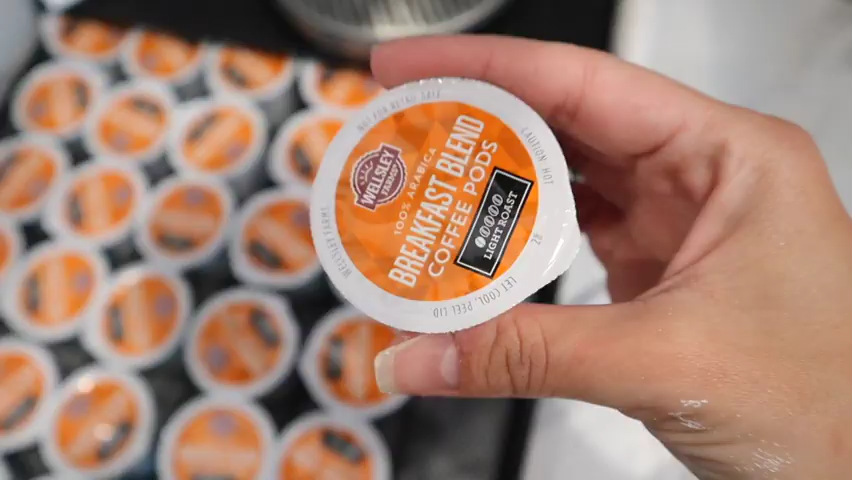 NOT FOR RETAIL SALE
CAUTION HOT
WELLSLEY
FARMS
100% ARABICA
BREAKFAST BLEND
COFFEE PODS
LIGHT ROAST
WELLSLEY FARMS
LET COOL, PEEL LID